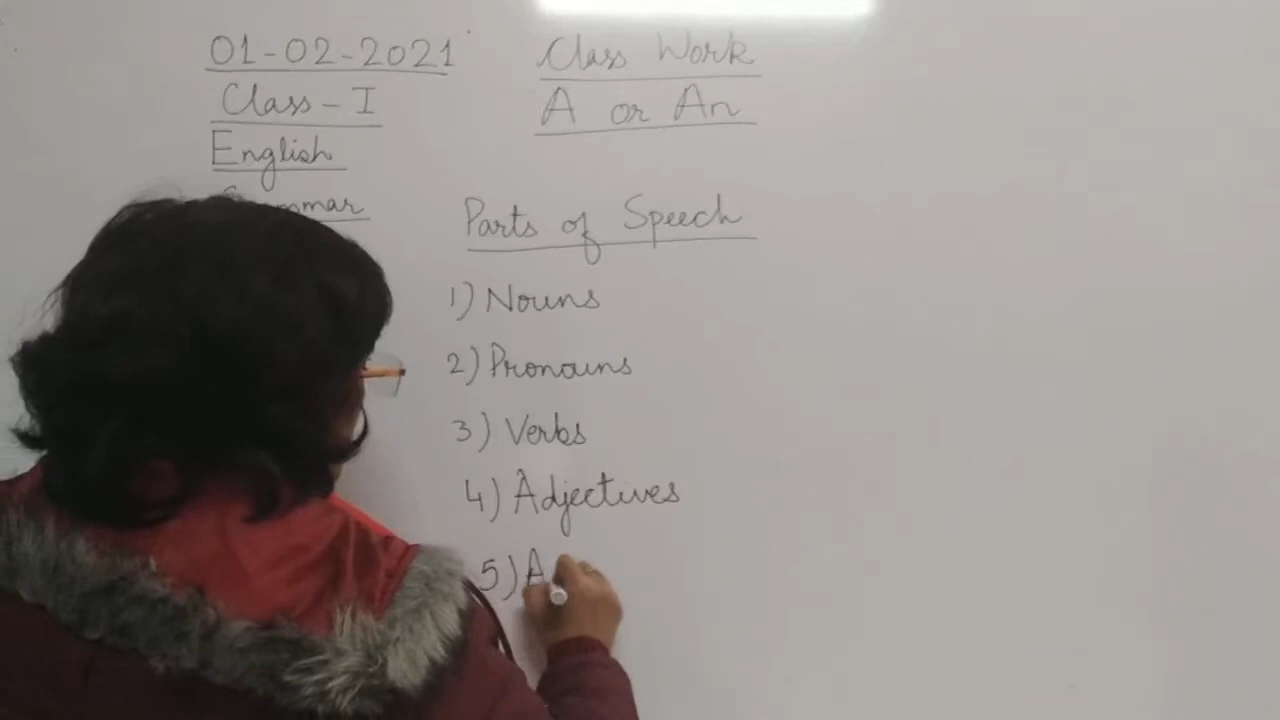 01-02-2021
Class Work
Class - I
A or An
English
Parts of Speech
1) Nouns
2) Pronouns
3) Verbs
4) Adjectives
5) A